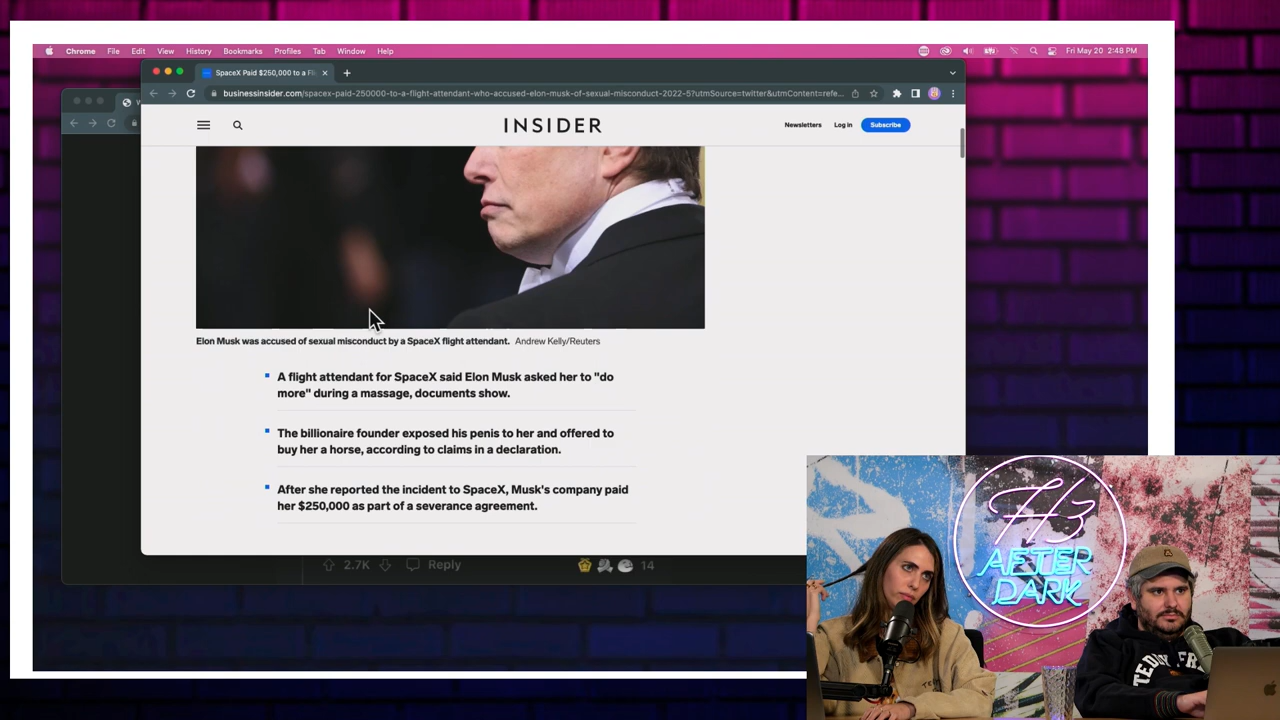 Chrome File Edit View History Bookmarks Profiles Tab Window Help
Fri May 20 2:48 PM
SpaceX Paid $250,000 to a Fli
businessinsider.com/spacex-paid-250000-to-a-flight-attendant-who-accused-elon-musk-of-sexual-misconduct-2022-5?utmSource=twitter&utmContent=refe...
INSIDER
Newsletters Log in Subscribe
Elon Musk was accused of sexual misconduct by a SpaceX flight attendant. Andrew Kelly/Reuters
A flight attendant for SpaceX said Elon Musk asked her to "do
more" during a massage, documents show.
The billionaire founder exposed his penis to her and offered to
buy her a horse, according to claims in a declaration.
After she reported the incident to SpaceX, Musk's company paid
her $250,000 as part of a severance agreement.
2.7K Reply 14
H3
AFTER
DARK